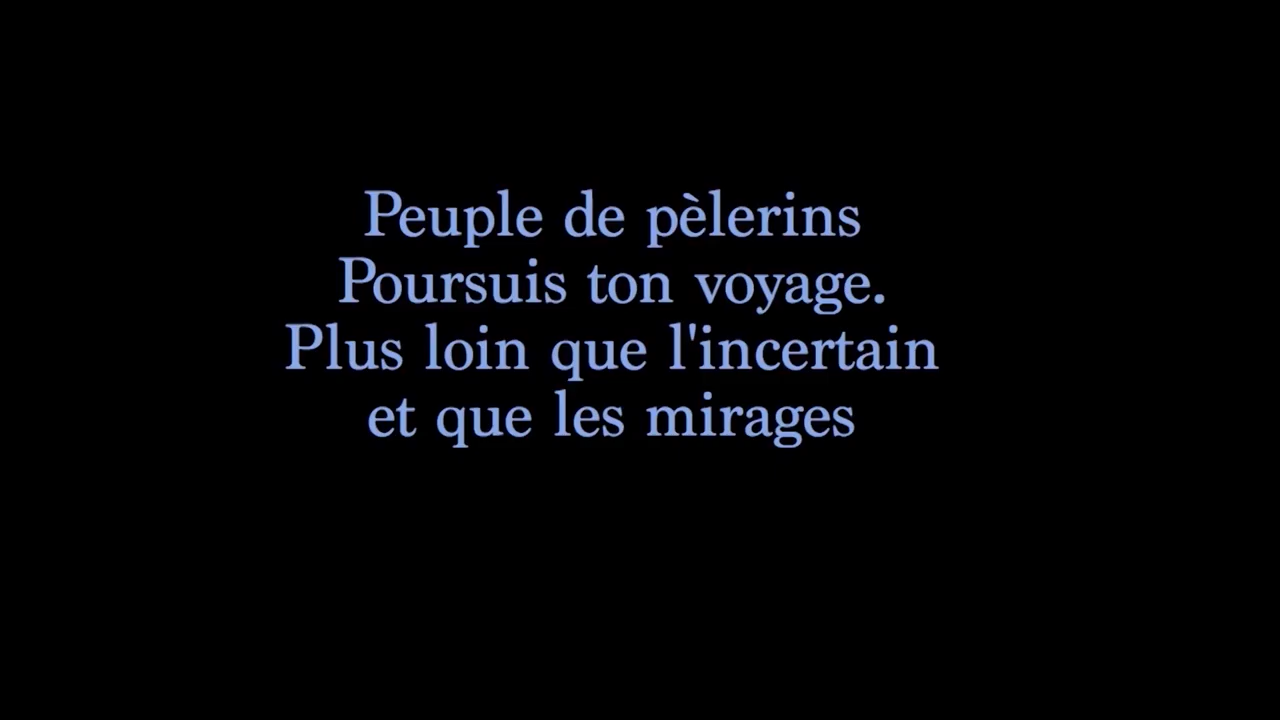 Peuple de pèlerins
Poursuis ton voyage.
Plus loin que l'incertain
et que les mirages